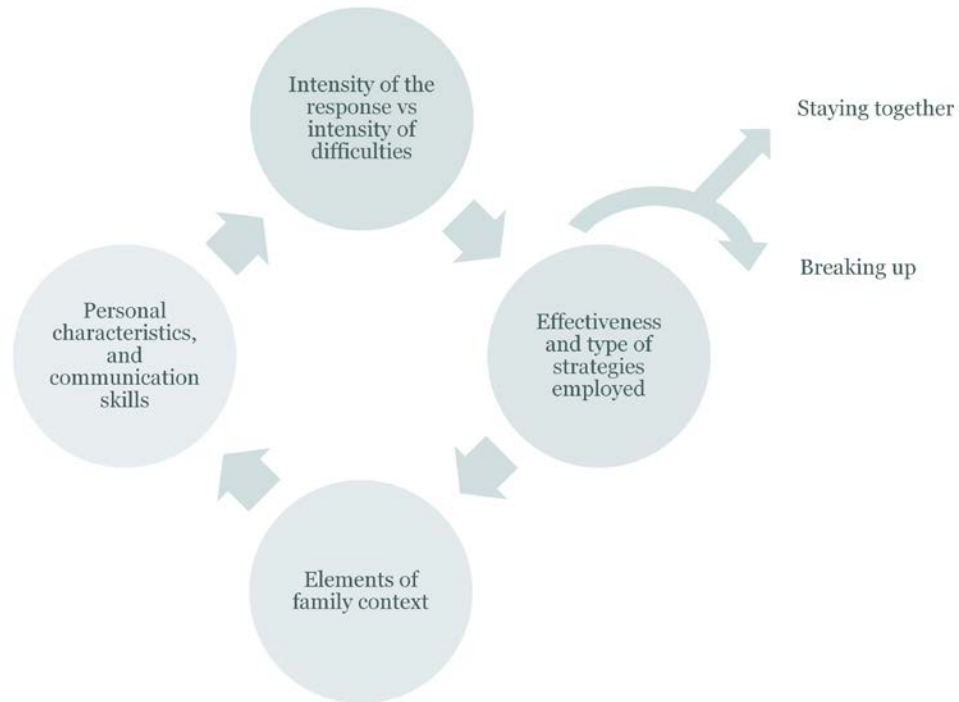 Intensity of the
response vs
intensity of
difficulties
Staying together
Breaking up
Effectiveness
and type of
strategies
employed
Personal
characteristics,
and
communication
skills
Elements of
family context